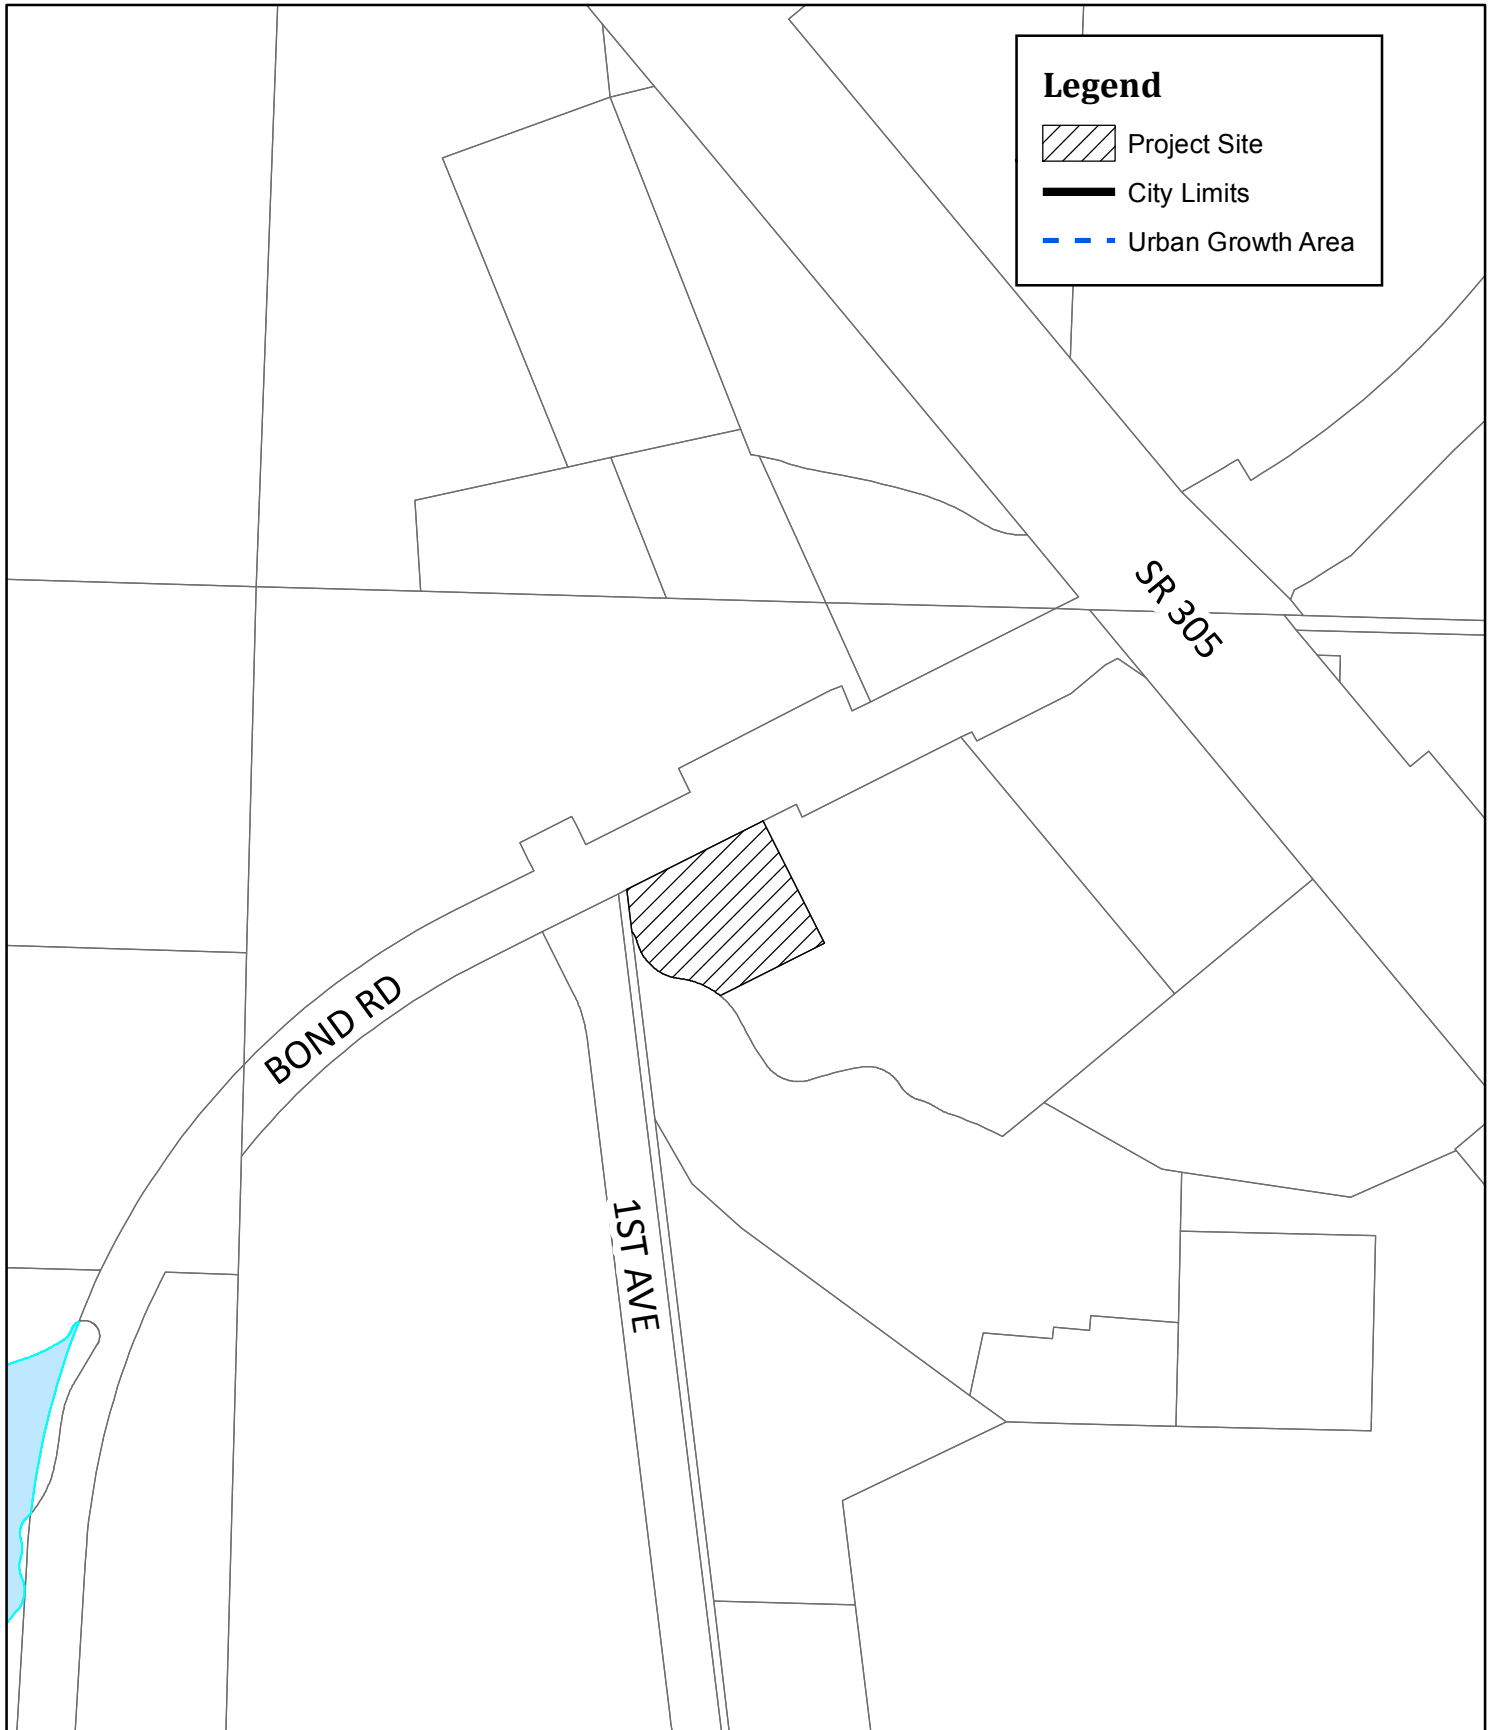 Legend
Project Site
City Limits
Urban Growth Area
SR 305
BOND RD
1ST AVE